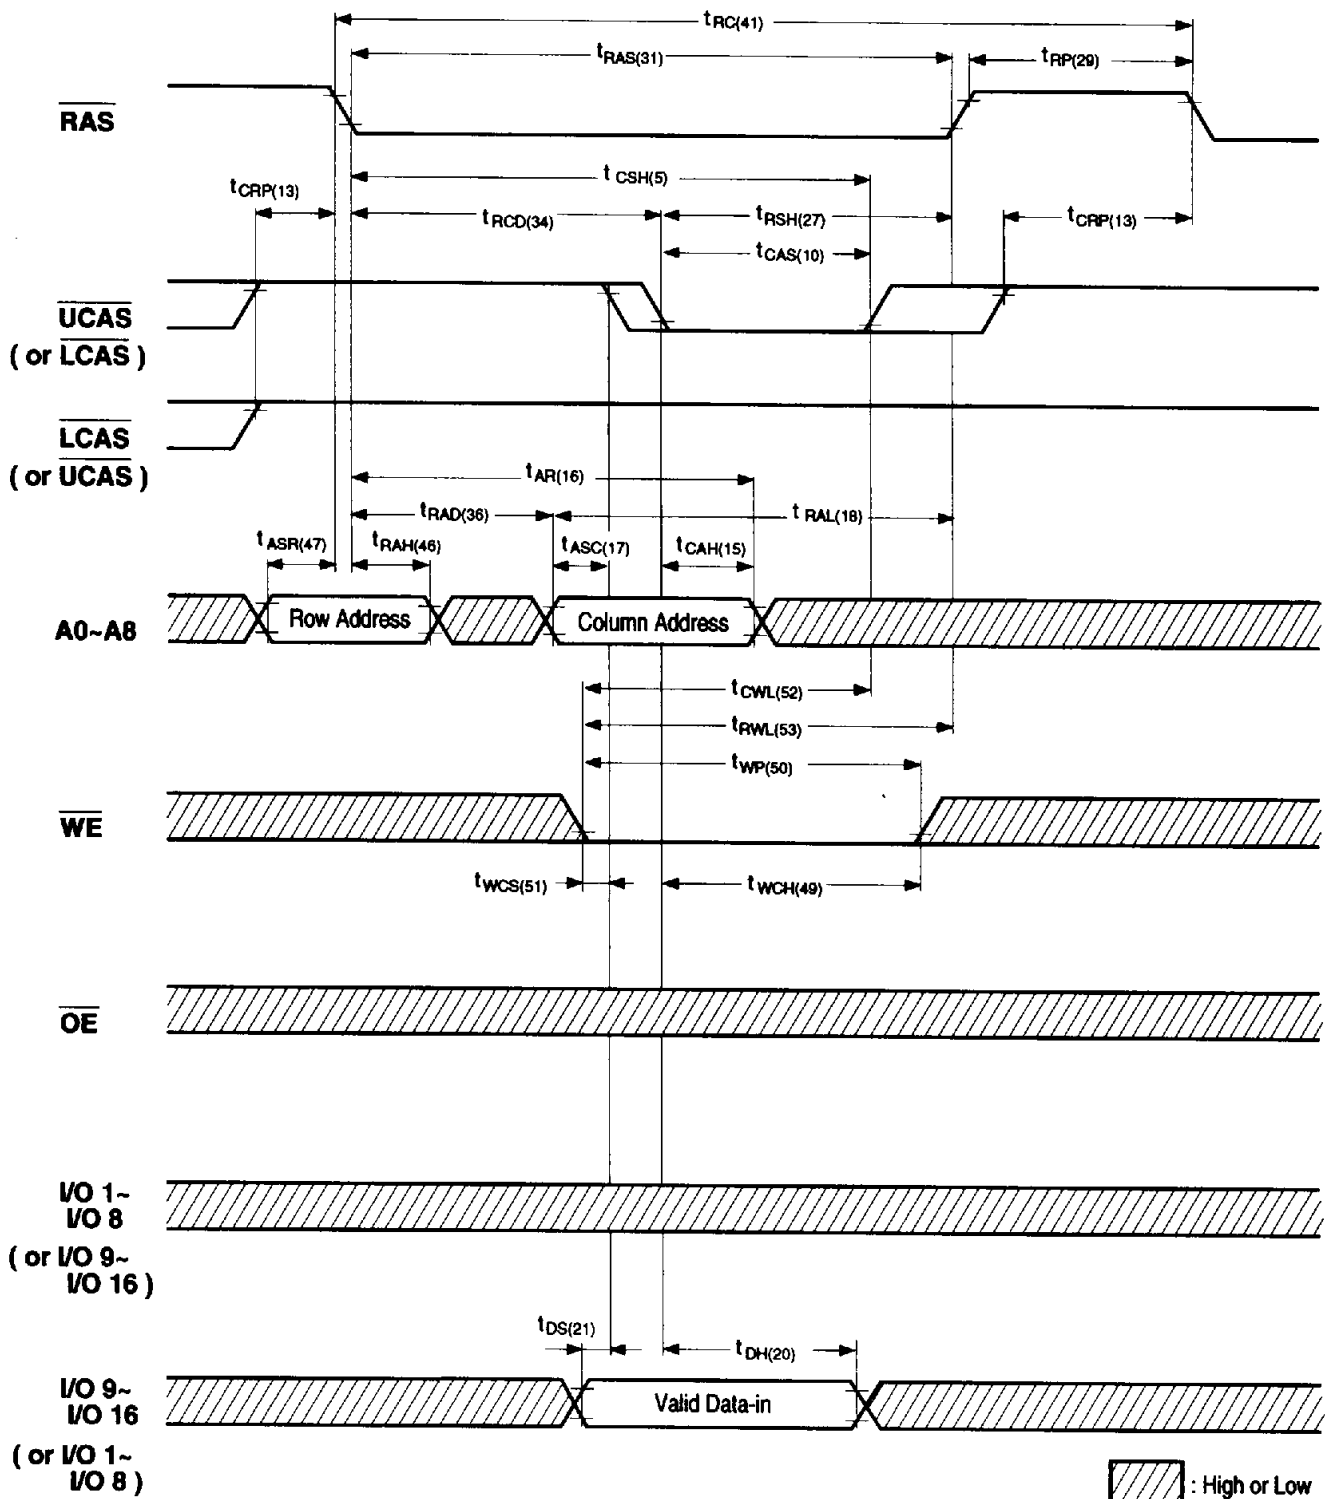 tRC(41)
tRAS(31)
tRP(29)
RAS
tCRP(13)
tCSH(5)
tRCD(34)
tRSH(27)
tCRP(13)
tCAS(10)
UCAS
( or LCAS )
LCAS
( or UCAS )
tAR(16)
tRAD(36)
tRAL(18)
tASR(47)
tRAH(46)
tASC(17)
tCAH(15)
A0~A8
Row Address
Column Address
tCWL(52)
tRWL(53)
tWP(50)
WE
tWCS(51)
tWCH(49)
OE
I/O 1~
I/O 8
( or I/O 9~
I/O 16 )
tDS(21)
tDH(20)
I/O 9~
I/O 16
Valid Data-in
( or I/O 1~
I/O 8 )
: High or Low